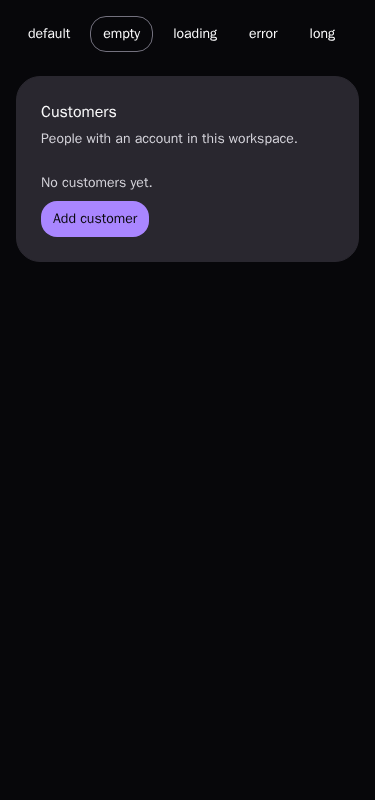 default empty loading error long
Customers
People with an account in this workspace.
No customers yet.
Add customer